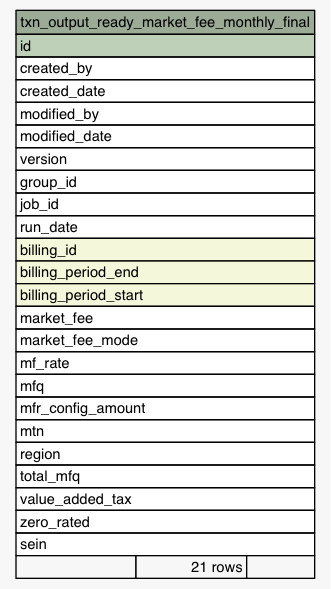 txn_output_ready_market_fee_monthly_final
id
created_by
created_date
modified_by
modified_date
version
group_id
job_id
run_date
billing_id
billing_period_end
billing_period_start
market_fee
market_fee_mode
mf_rate
mfq
mfr_config_amount
mtn
region
total_mfq
value_added_tax
zero_rated
sein
21 rows